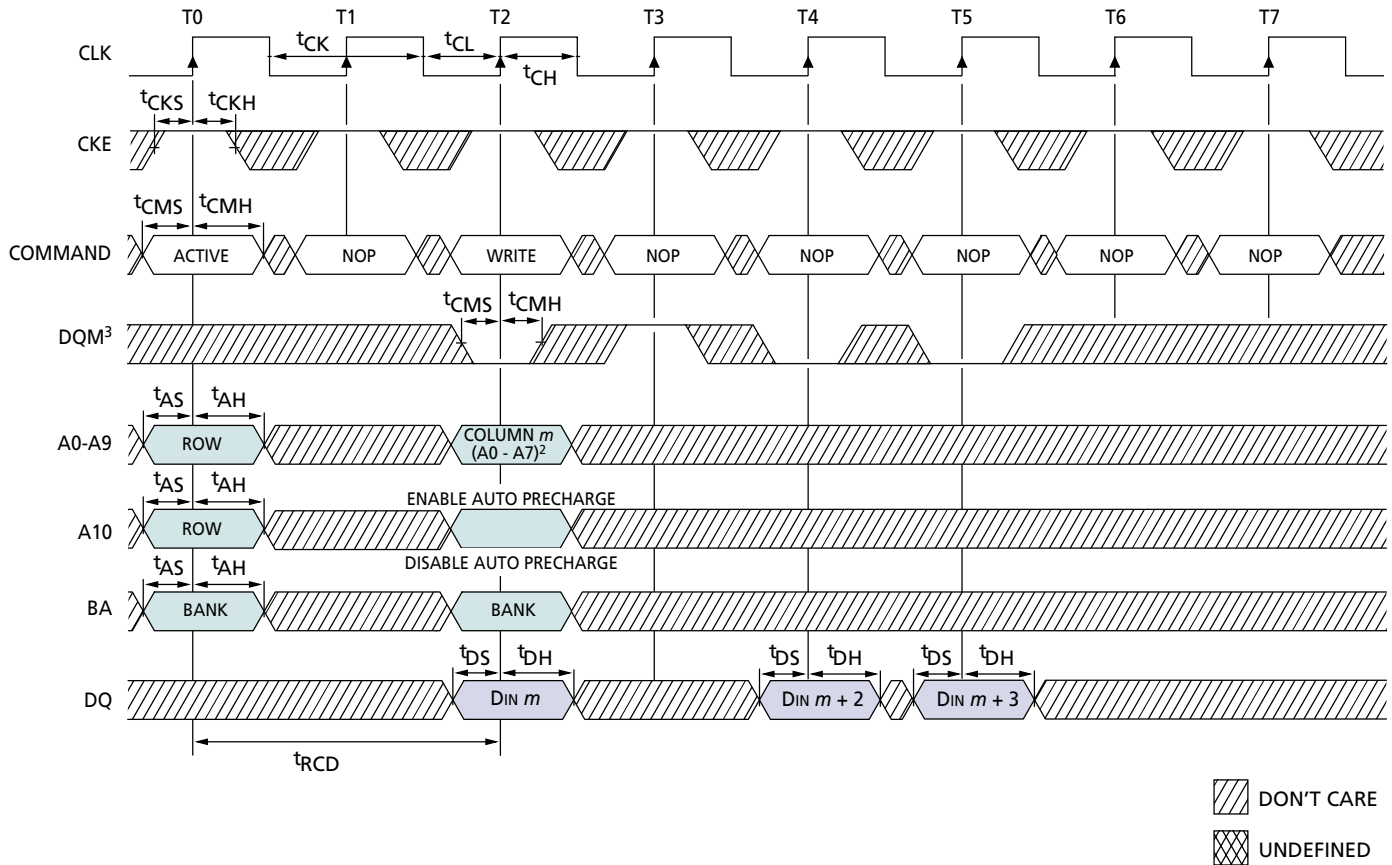 T0 T1 T2 T3 T4 T5 T6 T7
CLK
tCK
tCL
tCH
tCKS
tCKH
CKE
tCMS
tCMH
COMMAND
ACTIVE NOP WRITE NOP NOP NOP NOP NOP
tCMS
tCMH
DQM3
tAS
tAH
A0-A9
ROW
COLUMN m
(A0 - A7)2
tAS
tAH
ENABLE AUTO PRECHARGE
A10
ROW
DISABLE AUTO PRECHARGE
tAS
tAH
BA
BANK
BANK
tDS
tDH
tDS
tDH
tDS
tDH
DQ
DIN m
DIN m + 2
DIN m + 3
tRCD
DON'T CARE
UNDEFINED